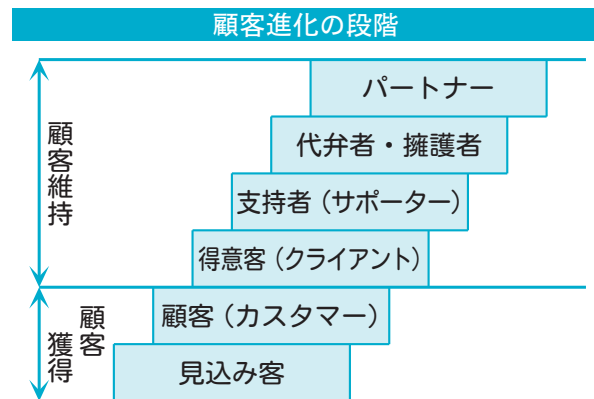 顧客進化の段階
パートナー
代弁者・擁護者
支持者（サポーター）
得意客（クライアント）
顧客維持
顧客（カスタマー）
見込み客
顧客
獲得